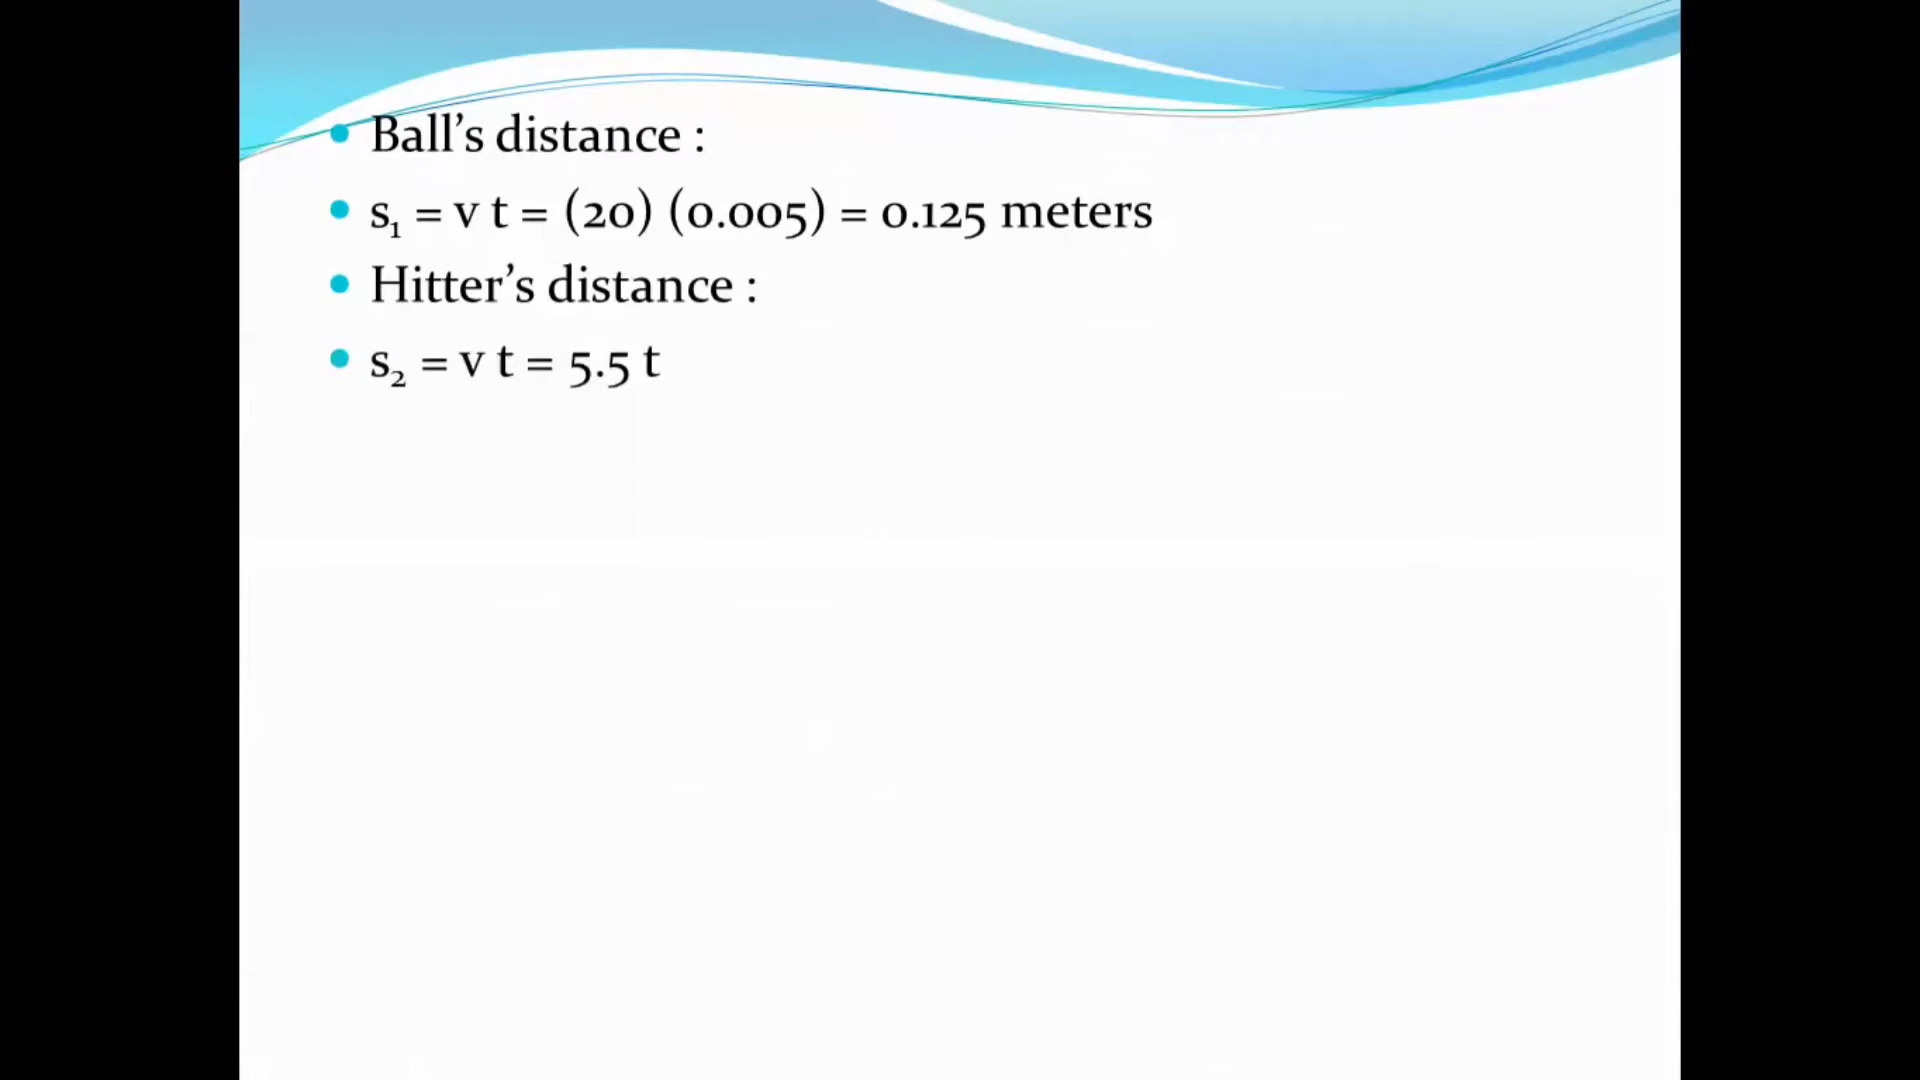 • Ball’s distance :
• s₁ = v t = (20) (0.005) = 0.125 meters
• Hitter’s distance :
• s₂ = v t = 5.5 t